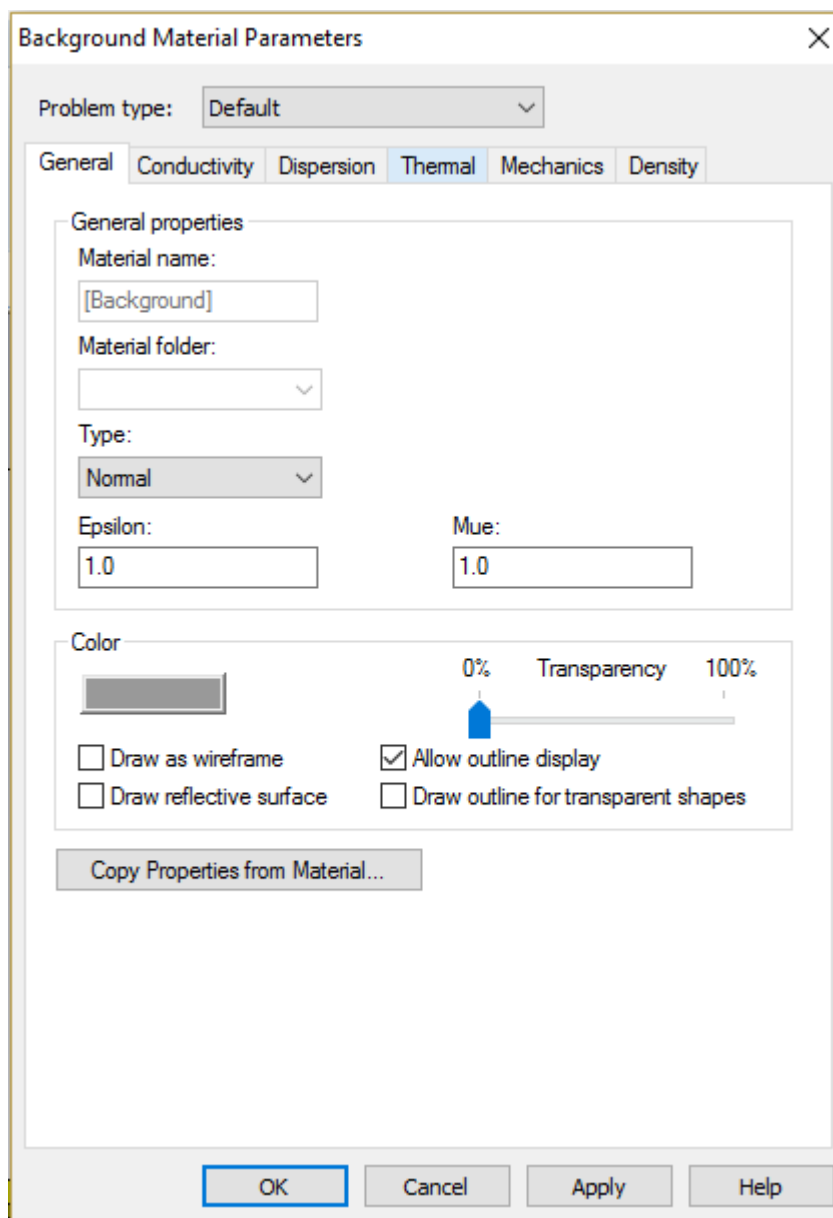 Background Material Parameters
Problem type: Default
General Conductivity Dispersion Thermal Mechanics Density
General properties
Material name:
[Background]
Material folder:
Type:
Normal
Epsilon: Mue:
1.0 1.0
Color
0% Transparency 100%
Draw as wireframe Allow outline display
Draw reflective surface Draw outline for transparent shapes
Copy Properties from Material...
OK Cancel Apply Help